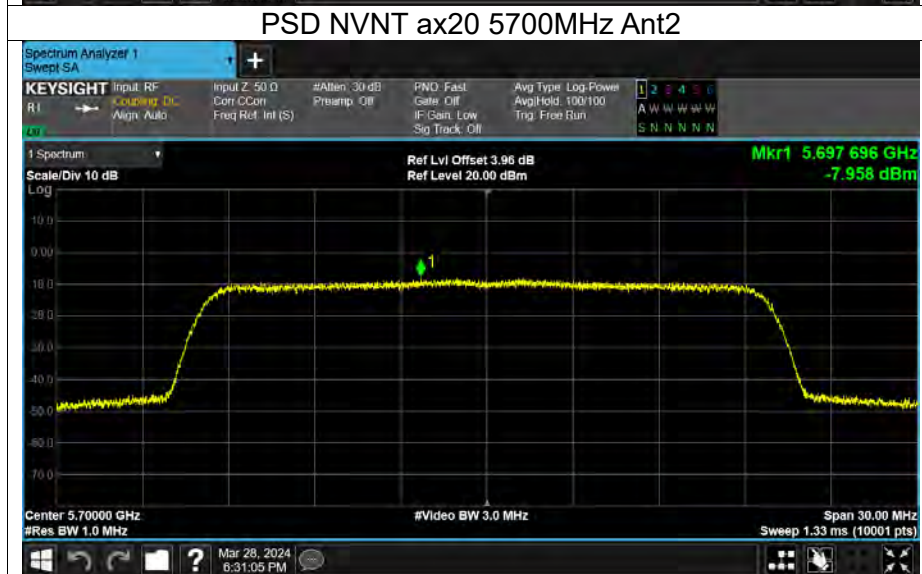 PSD NVNT ax20 5700MHz Ant2
Spectrum Analyzer 1
Swept SA
+
KEYSIGHT Input: RF Input Z: 50 Ω #Atten: 30 dB PNO: Fast Avg Type: Log-Power 1 2 3 4 5 6
Coupling: DC Corr CCorr Preamp: Off Gate: Off Avg|Hold: 100/100 A W W W W W
Align: Auto Freq Ref: Int (S) IF Gain: Low Trig: Free Run
Sig Track: Off S N N N N N
1 Spectrum Ref Lvl Offset 3.96 dB Mkr1 5.697 696 GHz
Scale/Div 10 dB Ref Level 20.00 dBm -7.958 dBm
Log
10.0
0.00
1
-10.0
-20.0
-30.0
-40.0
-50.0
-60.0
-70.0
Center 5.70000 GHz #Video BW 3.0 MHz Span 30.00 MHz
#Res BW 1.0 MHz Sweep 1.33 ms (10001 pts)
? Mar 28, 2024
6:31:05 PM